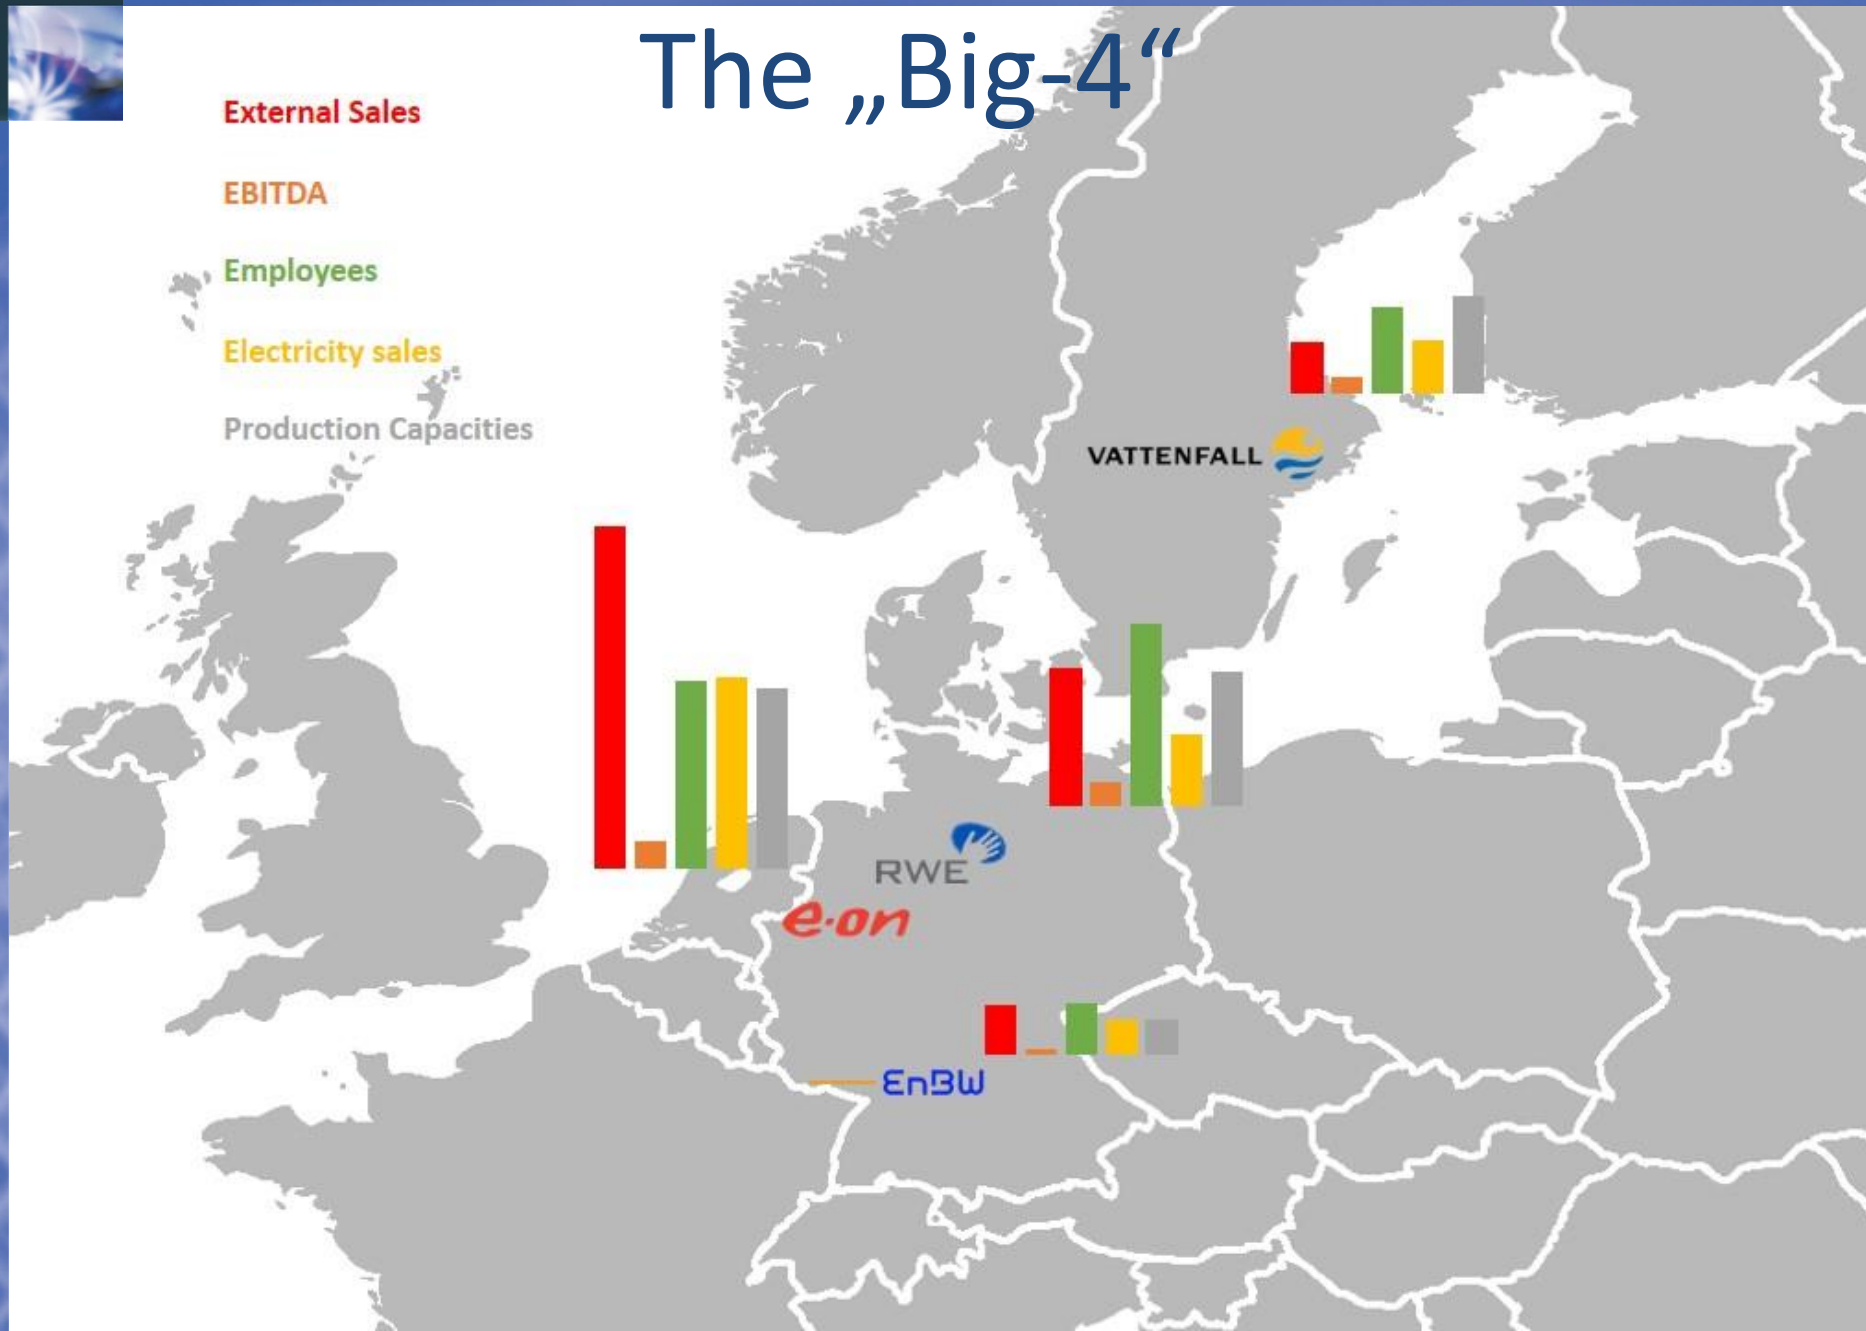 The „Big-4“
External Sales
EBITDA
Employees
Electricity sales
Production Capacities
VATTENFALL
RWE
e·on
EnBW